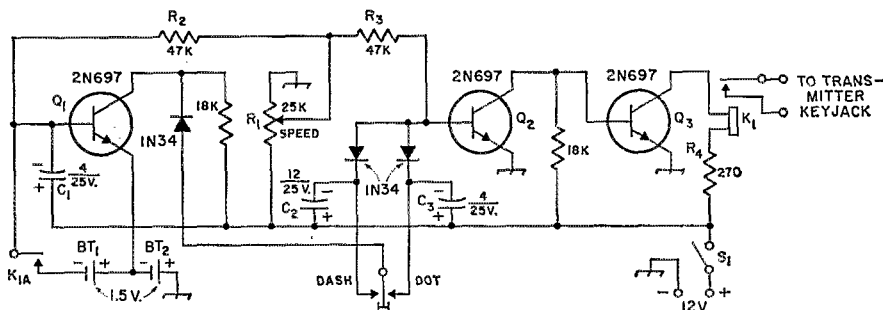 R2
47K
R3
47K
2N697
Q1
1N34
18K
25K
R1
SPEED
2N697
Q2
18K
2N697
Q3
TO TRANS-
MITTER
KEYJACK
K1
R4
270
- 4/25V.
+ C1
12/25V. -
C2 +
1N34
- 4/25V.
C3 +
K1A
BT1
- +
BT2
- +
1.5 V.
DASH
DOT
S1
- +
12V